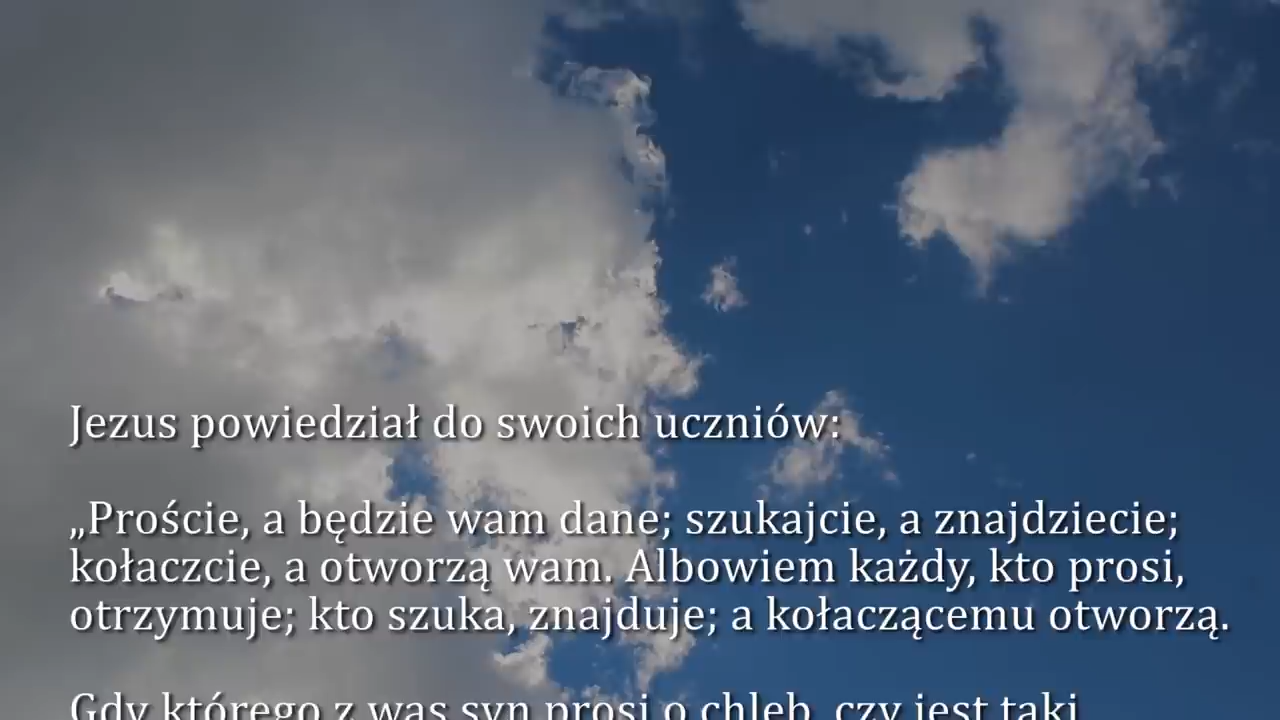 Jezus powiedział do swoich uczniów:
„Proście, a będzie wam dane; szukajcie, a znajdziecie;
kołaczcie, a otworzą wam. Albowiem każdy, kto prosi,
otrzymuje; kto szuka, znajduje; a kołaczącemu otworzą.
Gdy którego z was syn prosi o chleb, czy jest taki